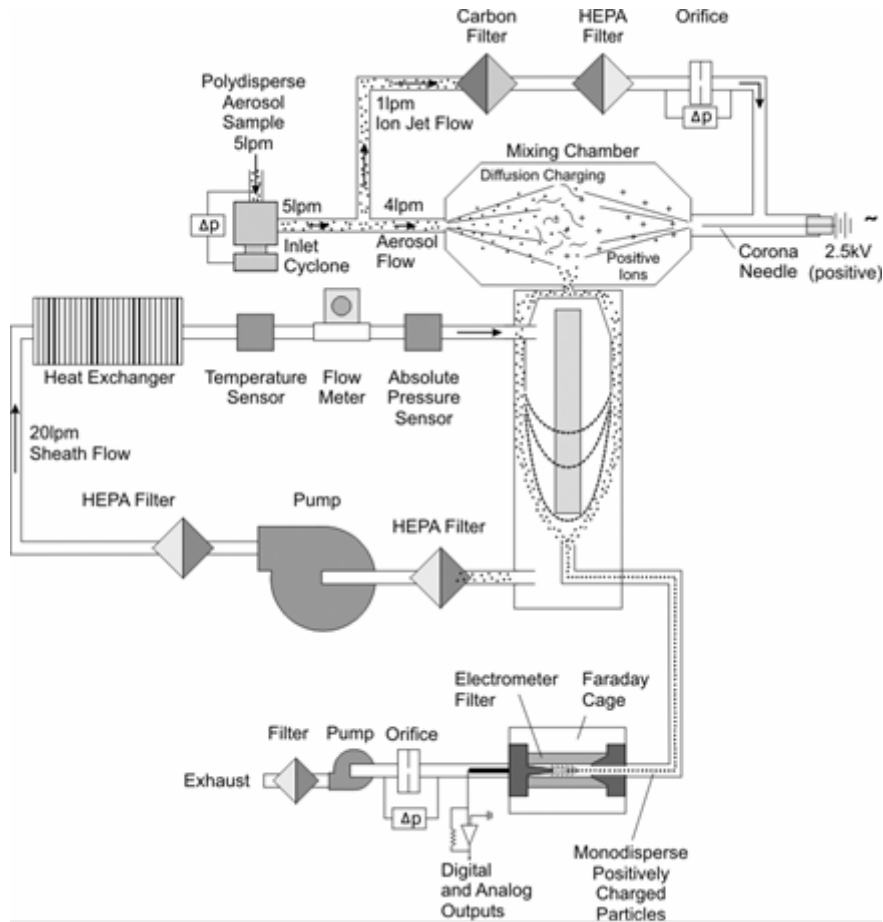 Carbon
Filter
HEPA
Filter
Orifice
Polydisperse
Aerosol
Sample
5lpm
1lpm
Ion Jet Flow
Δp
Mixing Chamber
Diffusion Charging
Δp
5lpm
4lpm
Inlet
Cyclone
Aerosol
Flow
Positive
Ions
Corona
Needle
2.5kV
(positive)
~
Heat Exchanger
Temperature
Sensor
Flow
Meter
Absolute
Pressure
Sensor
20lpm
Sheath Flow
HEPA Filter
Pump
HEPA Filter
Electrometer
Filter
Faraday
Cage
Filter
Pump
Orifice
Exhaust
Δp
Digital
and Analog
Outputs
Monodisperse
Positively
Charged
Particles